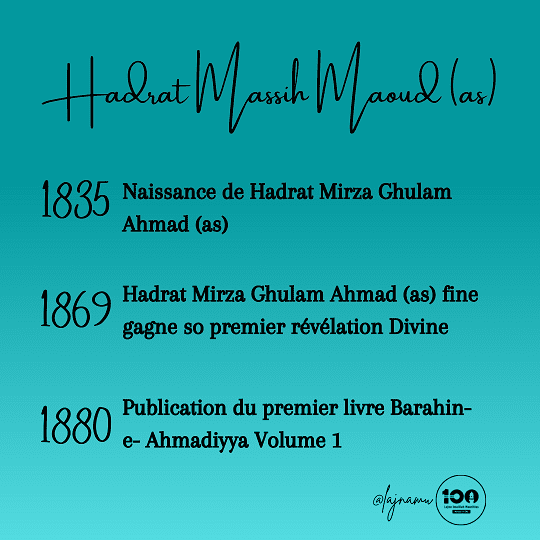 Hadrat Massih Maoud (as)
1835
Naissance de Hadrat Mirza Ghulam
Ahmad (as)
1869
Hadrat Mirza Ghulam Ahmad (as) fine
gagne so premier révélation Divine
1880
Publication du premier livre Barahin-
e- Ahmadiyya Volume 1
@lajnamu
100